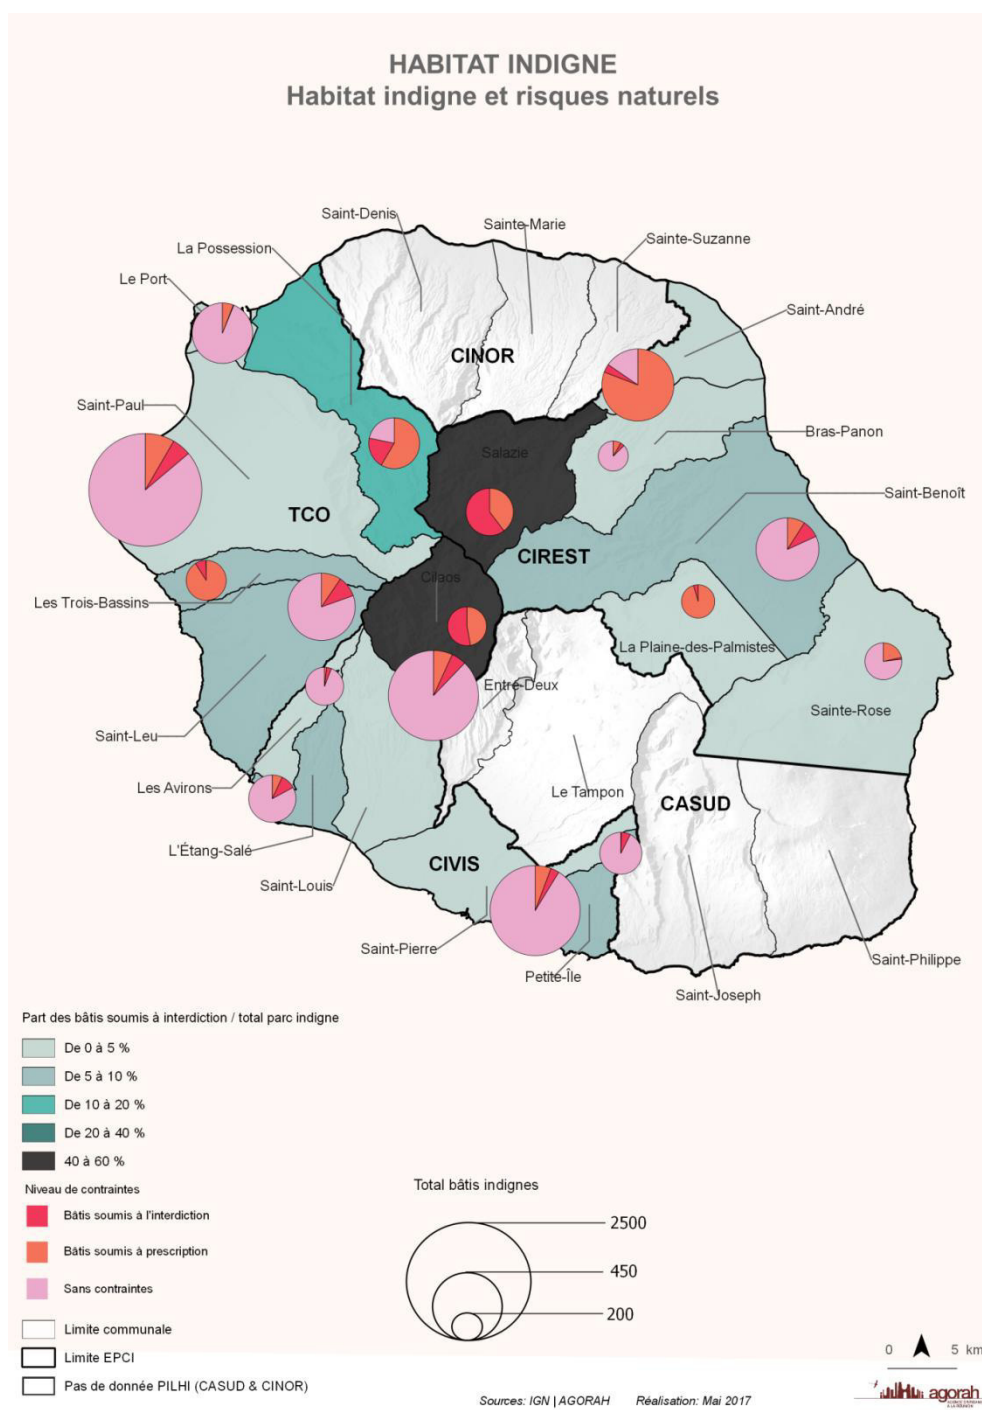 HABITAT INDIGNE
Habitat indigne et risques naturels
Saint-Denis
Sainte-Marie
Sainte-Suzanne
La Possession
Le Port
Saint-André
CINOR
Saint-Paul
Bras-Panon
Salazie
Saint-Benoît
TCO
CIREST
Cilaos
Les Trois-Bassins
La Plaine-des-Palmistes
Entre-Deux
Sainte-Rose
Saint-Leu
Les Avirons
Le Tampon
CASUD
L'Étang-Salé
CIVIS
Saint-Louis
Saint-Pierre
Petite-Île
Saint-Philippe
Saint-Joseph
Part des bâtis soumis à interdiction / total parc indigne
De 0 à 5 %
De 5 à 10 %
De 10 à 20 %
De 20 à 40 %
40 à 60 %
Niveau de contraintes
Bâtis soumis à l'interdiction
Bâtis soumis à prescription
Sans contraintes
Limite communale
Limite EPCI
Pas de donnée PILHI (CASUD & CINOR)
Total bâtis indignes
2500
450
200
0 5 km
Sources: IGN | AGORAH Réalisation: Mai 2017
agorah